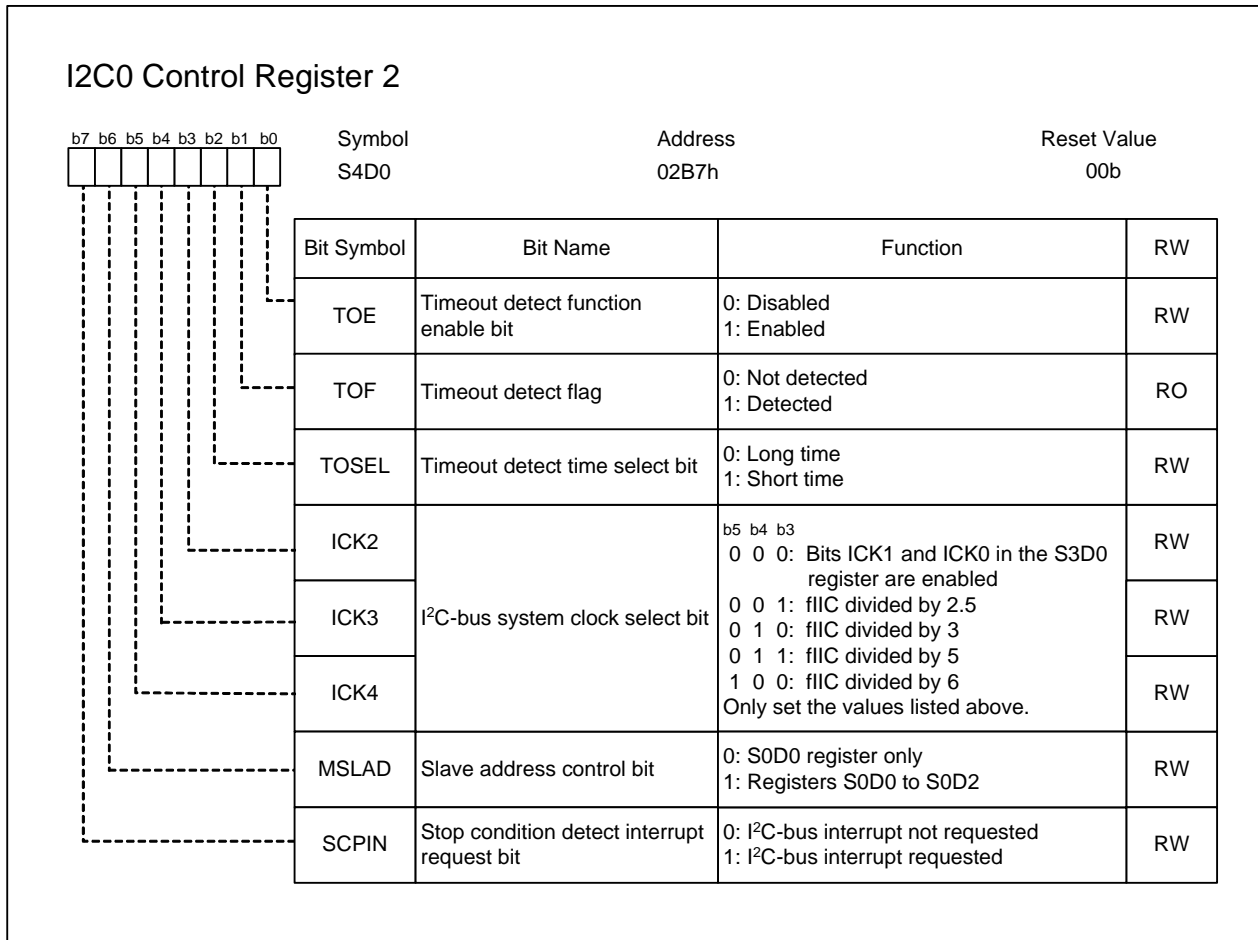 I2C0 Control Register 2
b7 b6 b5 b4 b3 b2 b1 b0
Symbol Address Reset Value
S4D0 02B7h 00b
Bit Symbol Bit Name Function RW
TOE Timeout detect function enable bit 0: Disabled 1: Enabled RW
TOF Timeout detect flag 0: Not detected 1: Detected RO
TOSEL Timeout detect time select bit 0: Long time 1: Short time RW
ICK2 RW
ICK3 I²C-bus system clock select bit RW
ICK4 RW
b5 b4 b3
0 0 0: Bits ICK1 and ICK0 in the S3D0
register are enabled
0 0 1: fIIC divided by 2.5
0 1 0: fIIC divided by 3
0 1 1: fIIC divided by 5
1 0 0: fIIC divided by 6
Only set the values listed above.
MSLAD Slave address control bit 0: S0D0 register only 1: Registers S0D0 to S0D2 RW
SCPIN Stop condition detect interrupt request bit 0: I²C-bus interrupt not requested 1: I²C-bus interrupt requested RW